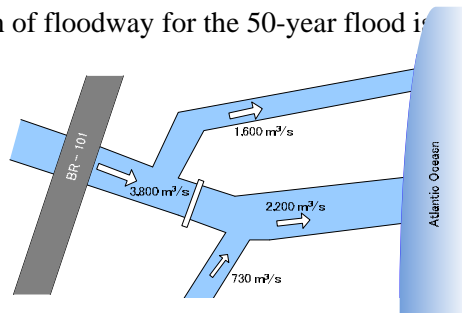 n of floodway for the 50-year flood is
1,600 m³/s
BR - 101
3,800 m³/s
2,200 m³/s
730 m³/s
Atlantic Oceasn